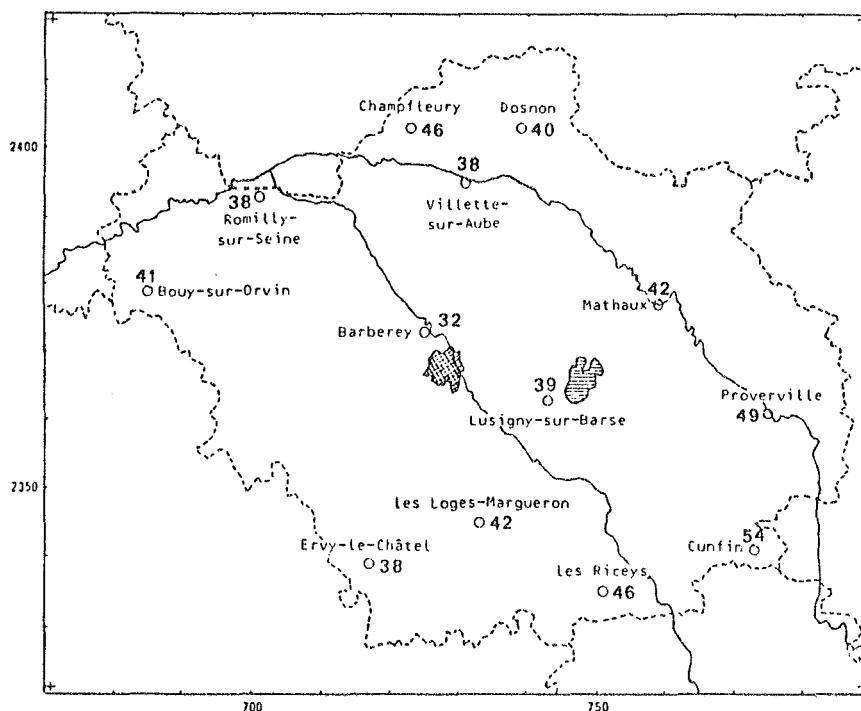 Champfleury
46
Dosnon
40
2400
38
Villette-
sur-Aube
38
Romilly-
sur-Seine
41
Bouy-sur-Orvin
42
Mathaux
32
Barberey
39
Lusigny-sur-Barse
Proverville
49
2350
les Loges-Margueron
42
54
Cunfin
Ervy-le-Châtel
38
les Riceys
46
700
750